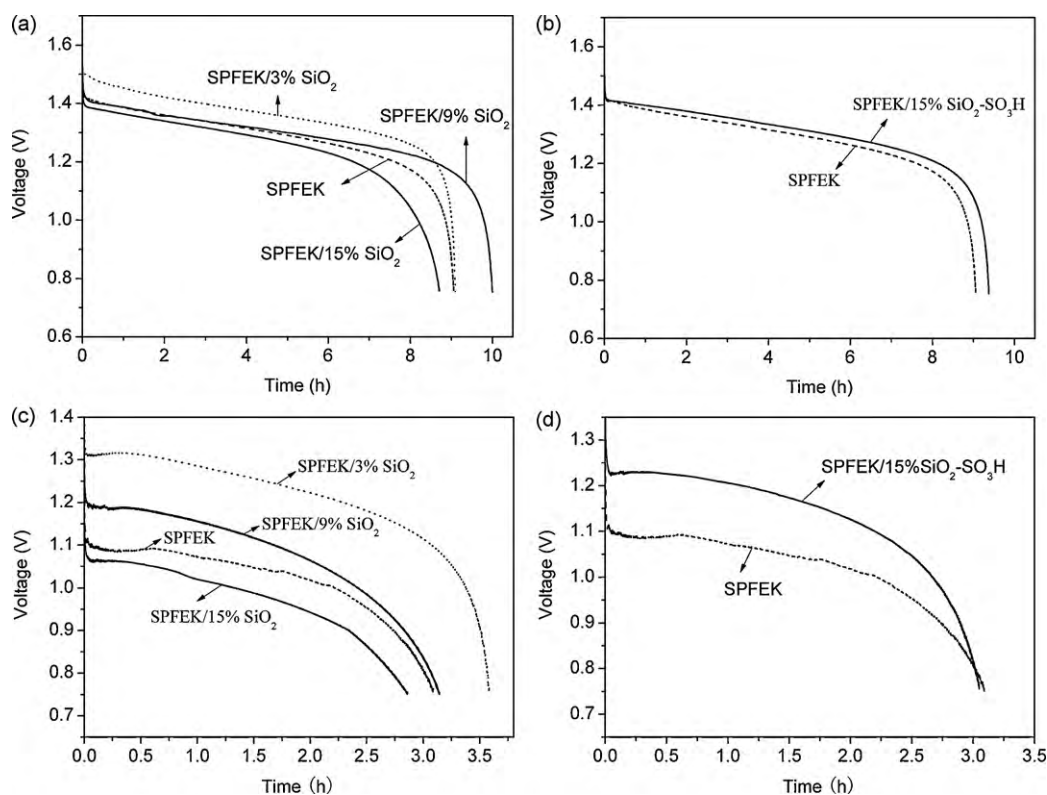 (a)
1.6
1.4
1.2
1.0
0.8
0.6
Voltage (V)
SPFEK/3% SiO₂
SPFEK/9% SiO₂
SPFEK
SPFEK/15% SiO₂
0 2 4 6 8 10
Time (h)
(b)
1.6
1.4
1.2
1.0
0.8
0.6
Voltage (V)
SPFEK/15% SiO₂-SO₃H
SPFEK
0 2 4 6 8 10
Time (h)
(c)
1.4
1.3
1.2
1.1
1.0
0.9
0.8
0.7
Voltage (V)
SPFEK/3% SiO₂
SPFEK/9% SiO₂
SPFEK
SPFEK/15% SiO₂
0.0 0.5 1.0 1.5 2.0 2.5 3.0 3.5
Time (h)
(d)
1.3
1.2
1.1
1.0
0.9
0.8
0.7
Voltage (V)
SPFEK/15%SiO₂-SO₃H
SPFEK
0.0 0.5 1.0 1.5 2.0 2.5 3.0 3.5
Time (h)